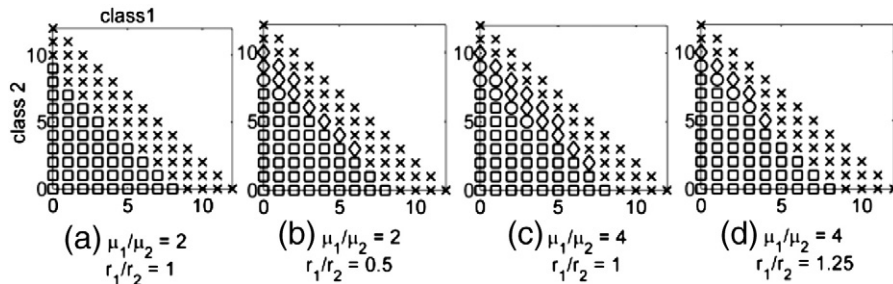 class1
class 2
10
5
0
0 5 10
(a) μ1/μ2 = 2
r1/r2 = 1
10
5
0
0 5 10
(b) μ1/μ2 = 2
r1/r2 = 0.5
10
5
0
0 5 10
(c) μ1/μ2 = 4
r1/r2 = 1
10
5
0
0 5 10
(d) μ1/μ2 = 4
r1/r2 = 1.25